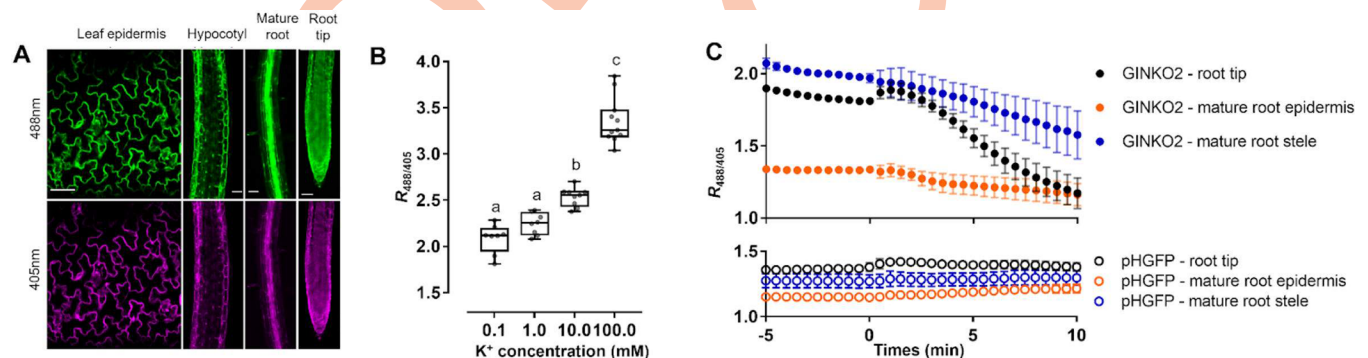 A
Leaf epidermis
Hypocotyl
Mature
root
Root
tip
488nm
405nm
B
4.0
3.5
3.0
2.5
2.0
1.5
R488/405
a
a
b
c
0.1
1.0
10.0
100.0
K⁺ concentration (mM)
C
2.0
1.5
1.0
R488/405
GINKO2 - root tip
GINKO2 - mature root epidermis
GINKO2 - mature root stele
1.5
1.0
pHGFP - root tip
pHGFP - mature root epidermis
pHGFP - mature root stele
-5
0
5
10
Times (min)